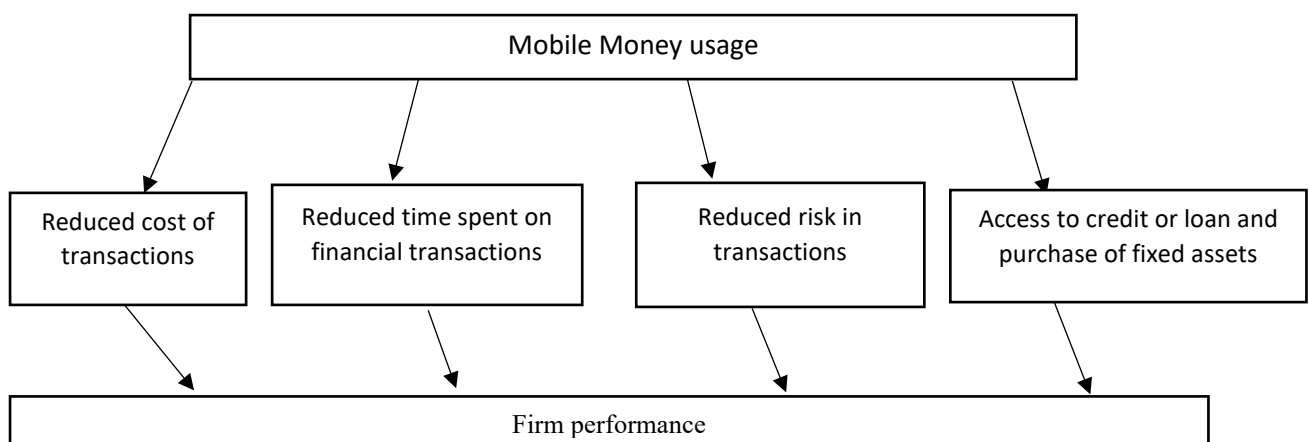 Mobile Money usage
Reduced cost of
transactions
Reduced time spent on
financial transactions
Reduced risk in
transactions
Access to credit or loan and
purchase of fixed assets
Firm performance